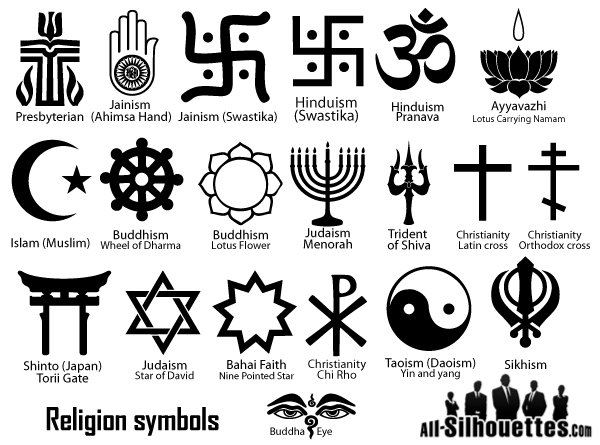 Presbyterian
Jainism
(Ahimsa Hand)
Jainism (Swastika)
Hinduism
(Swastika)
Hinduism
Pranava
Ayyavazhi
Lotus Carrying Namam
Islam (Muslim)
Buddhism
Wheel of Dharma
Buddhism
Lotus Flower
Judaism
Menorah
Trident
of Shiva
Christianity
Latin cross
Christianity
Orthodox cross
Shinto (Japan)
Torii Gate
Judaism
Star of David
Bahai Faith
Nine Pointed Star
Christianity
Chi Rho
Taoism (Daoism)
Yin and yang
Sikhism
Religion symbols
Buddha Eye
All-Silhouettes.com